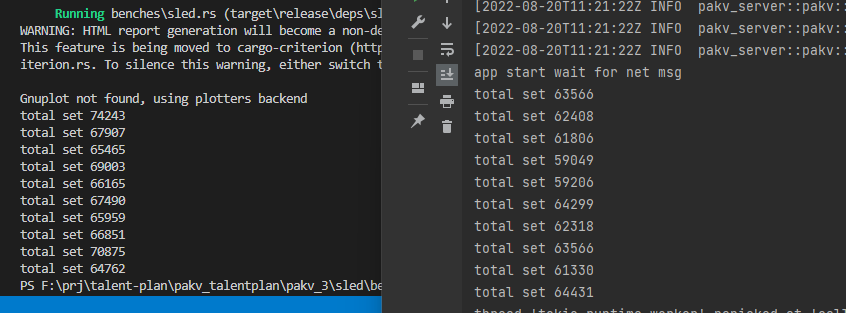 Running benches\sled.rs (target\release\deps\sl
WARNING: HTML report generation will become a non-de
This feature is being moved to cargo-criterion (http
iterion.rs. To silence this warning, either switch t
Gnuplot not found, using plotters backend
total set 74243
total set 67907
total set 65465
total set 69003
total set 66165
total set 67490
total set 65959
total set 66851
total set 70875
total set 64762
PS F:\prj\talent-plan\pakv_talentplan\pakv_3\sled\be
[2022-08-20T11:21:22Z INFO  pakv_server::pakv:
[2022-08-20T11:21:22Z INFO  pakv_server::pakv:
[2022-08-20T11:21:22Z INFO  pakv_server::pakv:
app start wait for net msg
total set 63566
total set 62408
total set 61806
total set 59049
total set 59206
total set 64299
total set 62318
total set 63566
total set 61330
total set 64431
thread 'tokio-runtime-worker' panicked at 'call